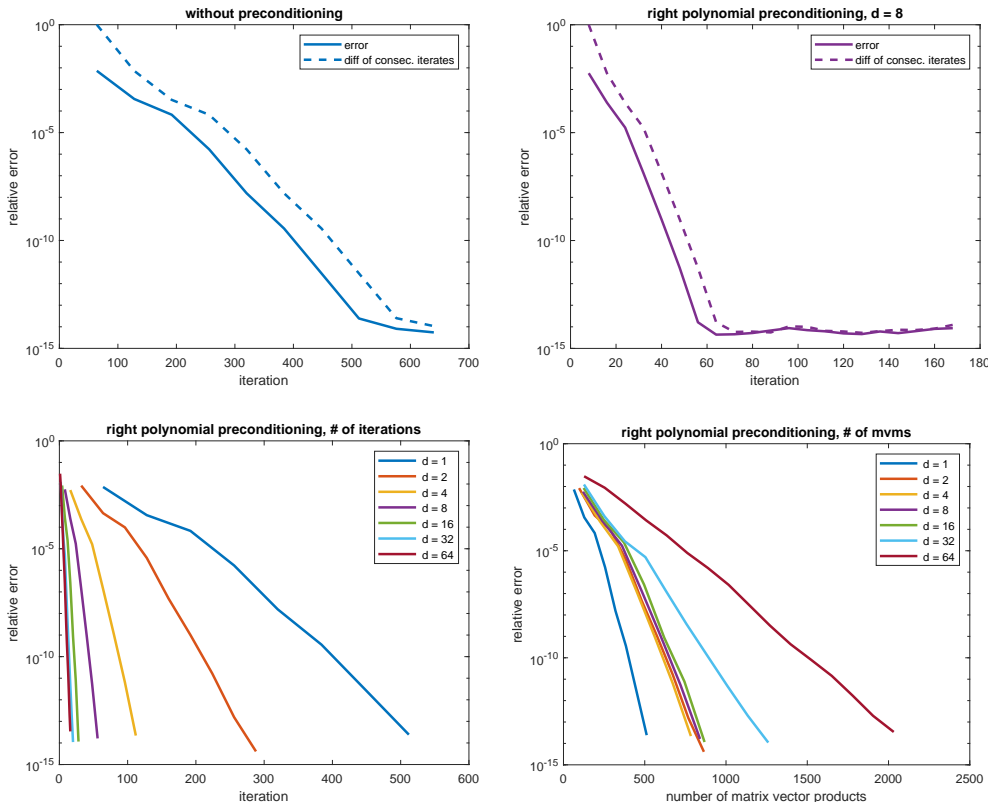 without preconditioning
error
diff of consec. iterates
relative error
10^0
10^-5
10^-10
10^-15
0 100 200 300 400 500 600 700
iteration
right polynomial preconditioning, d = 8
error
diff of consec. iterates
relative error
10^0
10^-5
10^-10
10^-15
0 20 40 60 80 100 120 140 160 180
iteration
right polynomial preconditioning, # of iterations
d = 1
d = 2
d = 4
d = 8
d = 16
d = 32
d = 64
relative error
10^0
10^-5
10^-10
10^-15
0 100 200 300 400 500 600
iteration
right polynomial preconditioning, # of mvms
d = 1
d = 2
d = 4
d = 8
d = 16
d = 32
d = 64
relative error
10^0
10^-5
10^-10
10^-15
0 500 1000 1500 2000 2500
number of matrix vector products